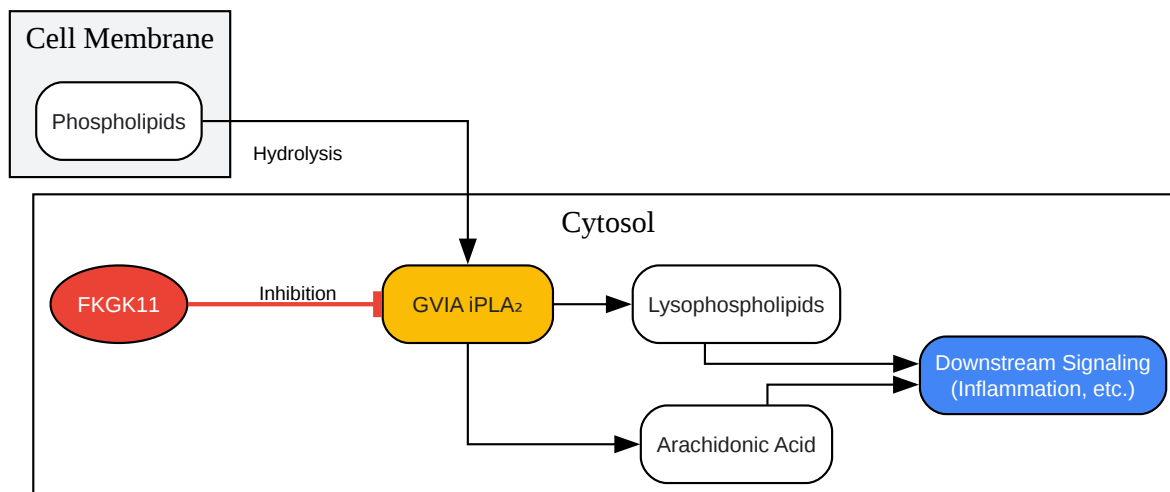 Cell Membrane
Phospholipids
Hydrolysis
Cytosol
FKGK11
Inhibition
GVIA iPLA₂
Lysophospholipids
Downstream Signaling
(Inflammation, etc.)
Arachidonic Acid